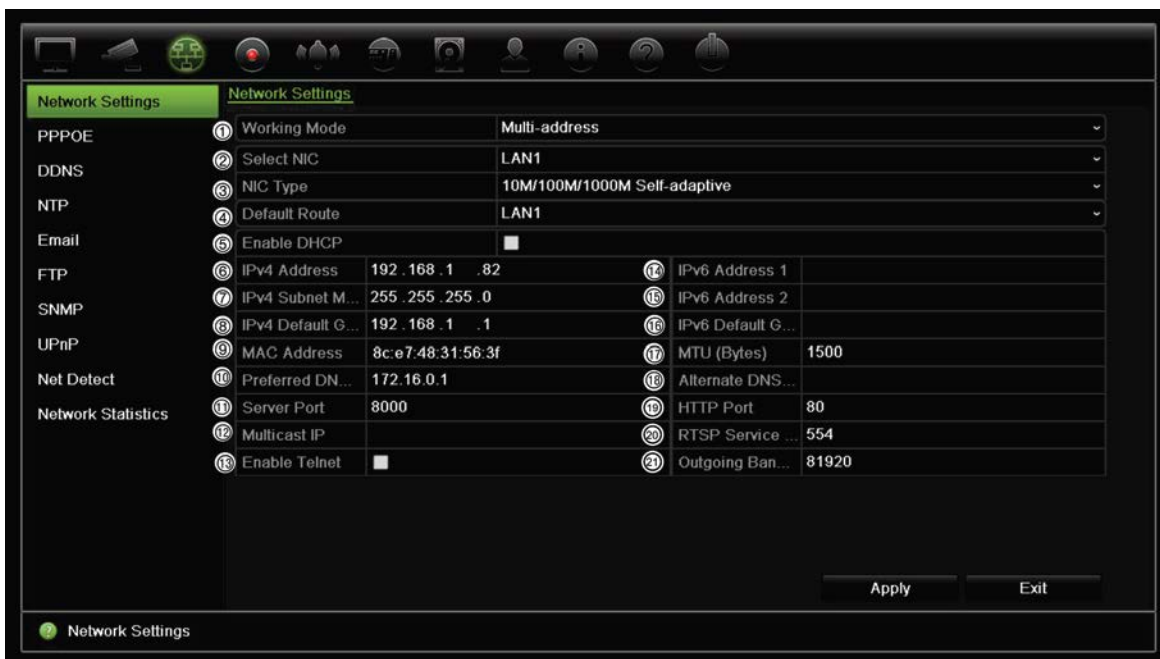 Network Settings
PPPOE
DDNS
NTP
Email
FTP
SNMP
UPnP
Net Detect
Network Statistics
Network Settings
① Working Mode Multi-address
② Select NIC LAN1
③ NIC Type 10M/100M/1000M Self-adaptive
④ Default Route LAN1
⑤ Enable DHCP
⑥ IPv4 Address 192.168.1.82 ⑭ IPv6 Address 1
⑦ IPv4 Subnet M... 255.255.255.0 ⑮ IPv6 Address 2
⑧ IPv4 Default G... 192.168.1.1 ⑯ IPv6 Default G...
⑨ MAC Address 8c:e7:48:31:56:3f ⑰ MTU (Bytes) 1500
⑩ Preferred DN... 172.16.0.1 ⑱ Alternate DNS...
⑪ Server Port 8000 ⑲ HTTP Port 80
⑫ Multicast IP ⑳ RTSP Service ... 554
⑬ Enable Telnet ㉑ Outgoing Ban... 81920
Apply Exit
Network Settings